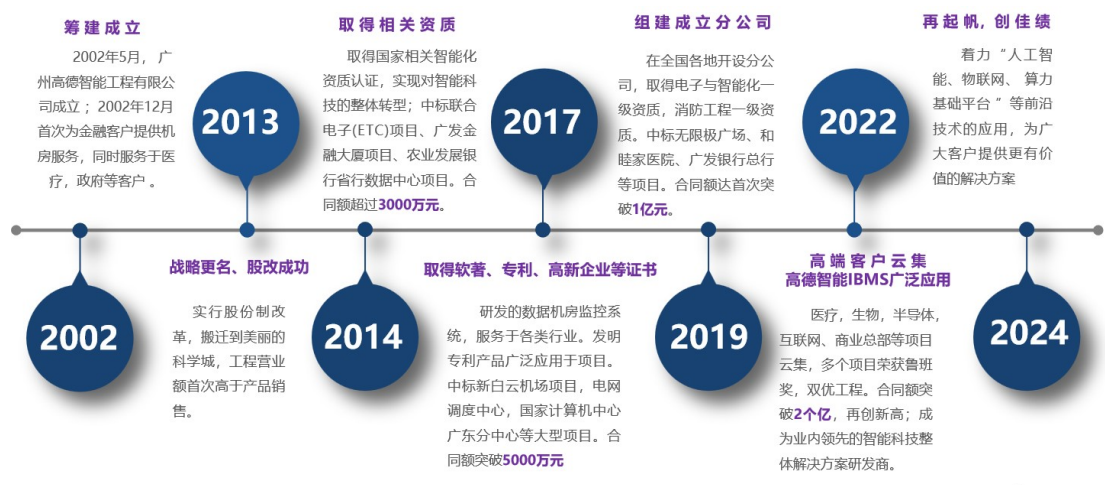 筹建成立
2002年5月，广
州高德智能工程有限公
司成立；2002年12月
首次为金融客户提供机
房服务，同时服务于医
疗，政府等客户 。
2002
2013
战略更名、股改成功
实行股份制改
革，搬迁到美丽的
科学城，工程营业
额首次高于产品销
售。
取得相关资质
取得国家相关智能化
资质认证，实现对智能科
技的整体转型；中标联合
电子(ETC)项目、广发金
融大厦项目、农业发展银
行省行数据中心项目。合
同额超过3000万元。
2014
2017
取得软著、专利、高新企业等证书
研发的数据机房监控系
统，服务于各类行业。发明
专利产品广泛应用于项目。
中标新白云机场项目，电网
调度中心，国家计算机中心
广东分中心等大型项目。合
同额突破5000万元
组建成立分公司
在全国各地开设分公
司，取得电子与智能化一
级资质，消防工程一级资
质。中标无限极广场、和
睦家医院、广发银行总行
等项目。合同额达首次突
破1亿元。
2019
2022
高端客户云集
高德智能IBMS广泛应用
医疗，生物，半导体，
互联网、商业总部等项目
云集，多个项目荣获鲁班
奖，双优工程。合同额突
破2个亿，再创新高；成
为业内领先的智能科技整
体解决方案研发商。
再起帆, 创佳绩
着力“人工智
能、物联网、 算力
基础平台 ”等前沿
技术的应用，为广
大客户提供更有价
值的解决方案
2024